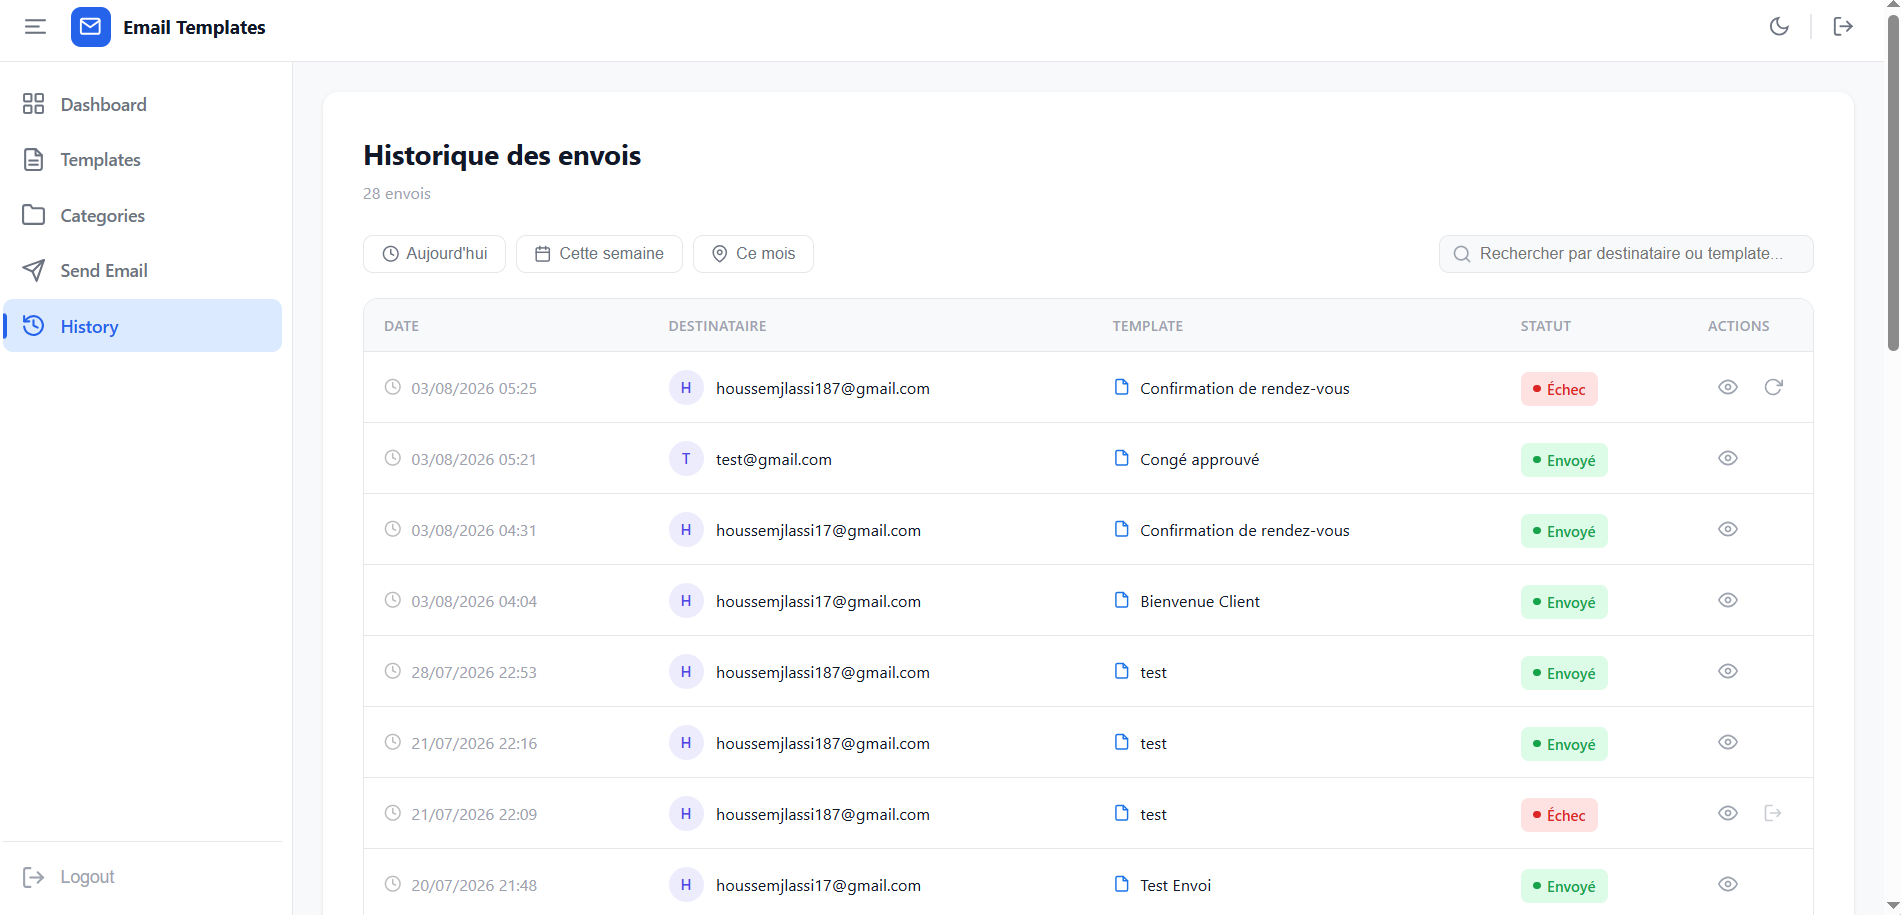 Email Templates
Dashboard
Templates
Categories
Send Email
History
Logout
Historique des envois
28 envois
Aujourd'hui Cette semaine Ce mois Rechercher par destinataire ou template...
DATE DESTINATAIRE TEMPLATE STATUT ACTIONS
03/08/2026 05:25 H houssemjlassi187@gmail.com Confirmation de rendez-vous Échec
03/08/2026 05:21 T test@gmail.com Congé approuvé Envoyé
03/08/2026 04:31 H houssemjlassi17@gmail.com Confirmation de rendez-vous Envoyé
03/08/2026 04:04 H houssemjlassi17@gmail.com Bienvenue Client Envoyé
28/07/2026 22:53 H houssemjlassi187@gmail.com test Envoyé
21/07/2026 22:16 H houssemjlassi187@gmail.com test Envoyé
21/07/2026 22:09 H houssemjlassi187@gmail.com test Échec
20/07/2026 21:48 H houssemjlassi17@gmail.com Test Envoi Envoyé